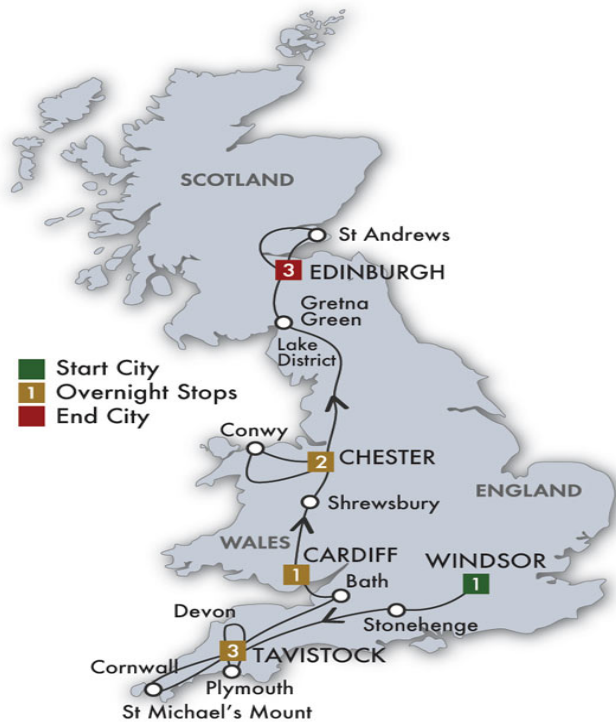 SCOTLAND
St Andrews
3
EDINBURGH
Gretna
Green
Lake
District
Start City
1
Overnight Stops
End City
Conwy
2
CHESTER
Shrewsbury
ENGLAND
WALES
CARDIFF
1
WINDSOR
1
Bath
Devon
Stonehenge
3
TAVISTOCK
Cornwall
Plymouth
St Michael's Mount